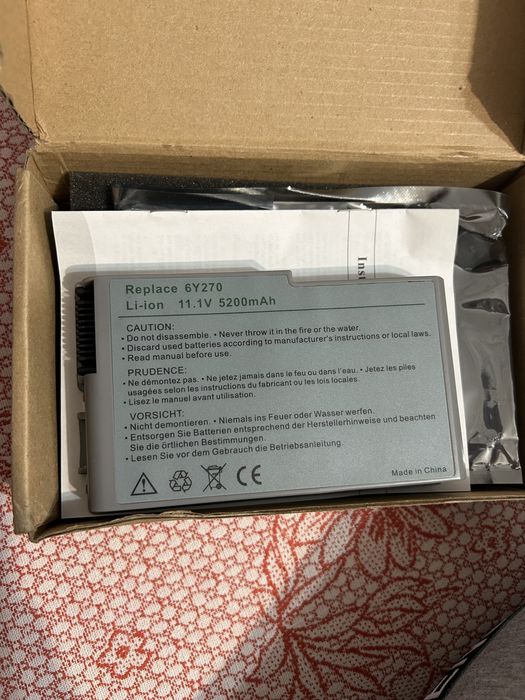 Inst
Replace 6Y270
Li-ion 11.1V 5200mAh
CAUTION:
• Do not disassemble. • Never throw it in the fire or the water.
• Discard used batteries according to manufacturer's instructions or local laws.
• Read manual before use.
PRUDENCE:
• Ne démontez pas. • Ne jetez jamais dans le feu ou dans l'eau. • Jetez les piles
usagées selon les instructions du fabricant ou les lois locales.
• Lisez le manuel avant utilisation.
VORSICHT:
• Nicht demontieren. • Niemals ins Feuer oder Wasser werfen.
• Entsorgen Sie Batterien entsprechend der Herstellerhinweise und beachten
Sie die örtlichen Bestimmungen.
• Lesen Sie vor dem Gebrauch die Betriebsanleitung.
CE
Made in China